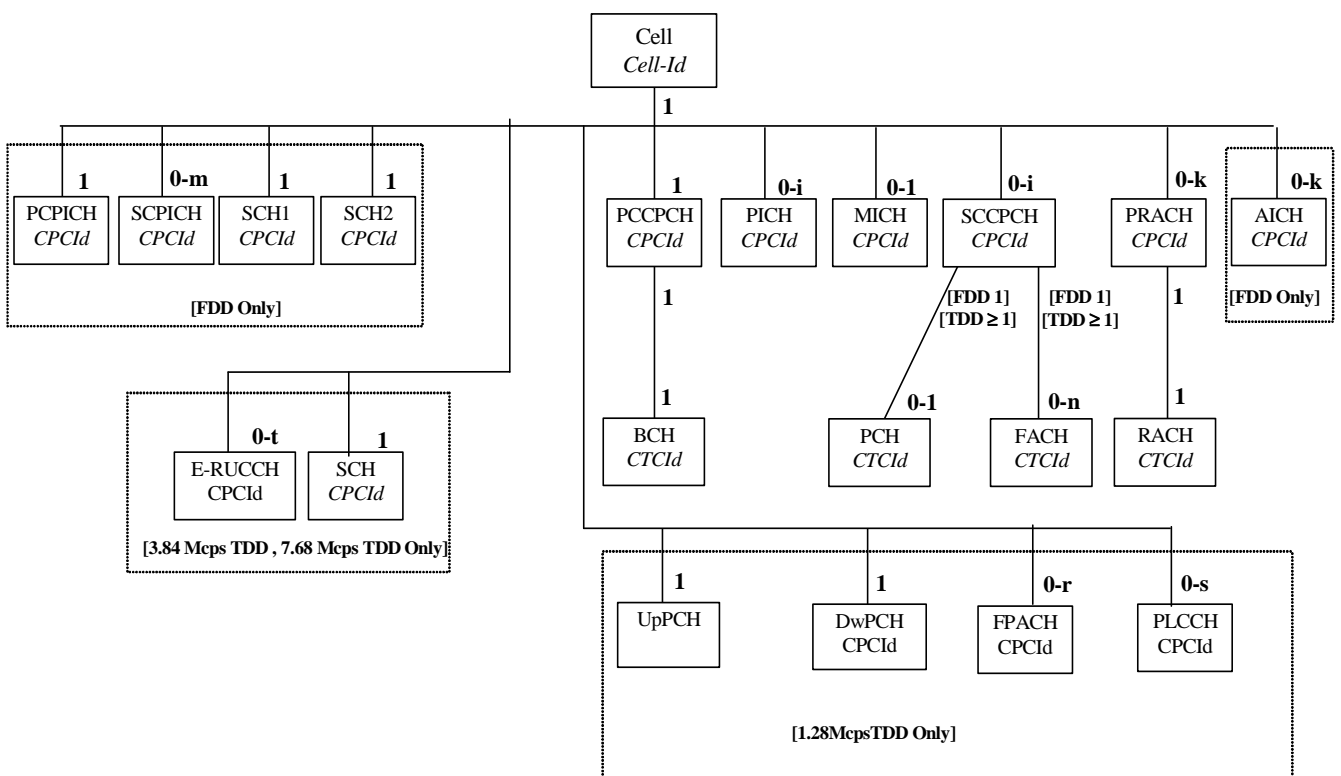 Cell
Cell-Id
1
1
0-m
1
1
1
0-i
0-1
0-i
0-k
0-k
PCPICH
CPCId
SCPICH
CPCId
SCH1
CPCId
SCH2
CPCId
PCCPCH
CPCId
PICH
CPCId
MICH
CPCId
SCCPCH
CPCId
PRACH
CPCId
AICH
CPCId
[FDD Only]
1
[FDD 1]
[TDD ≥ 1]
[FDD 1]
[TDD ≥ 1]
1
[FDD Only]
0-t
1
1
0-1
0-n
1
E-RUCCH
CPCId
SCH
CPCId
BCH
CTCId
PCH
CTCId
FACH
CTCId
RACH
CTCId
[3.84 Mcps TDD , 7.68 Mcps TDD Only]
1
1
0-r
0-s
UpPCH
DwPCH
CPCId
FPACH
CPCId
PLCCH
CPCId
[1.28McpsTDD Only]